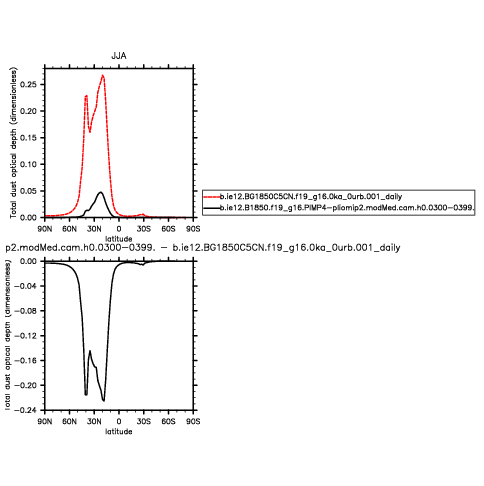 JJA
Total dust optical depth (dimensionless)
0.25
0.20
0.15
0.10
0.05
0.00
90N 60N 30N 0 30S 60S 90S
latitude
b.ie12.BG1850C5CN.f19_g16.0ka_0urb.001_daily
b.ie12.B1850.f19_g16.PlMIP4-pliomip2.modMed.cam.h0.0300-0399.
p2.modMed.cam.h0.0300-0399. - b.ie12.BG1850C5CN.f19_g16.0ka_0urb.001_daily
Total dust optical depth (dimensionless)
0.00
-0.04
-0.08
-0.12
-0.16
-0.20
-0.24
90N 60N 30N 0 30S 60S 90S
latitude